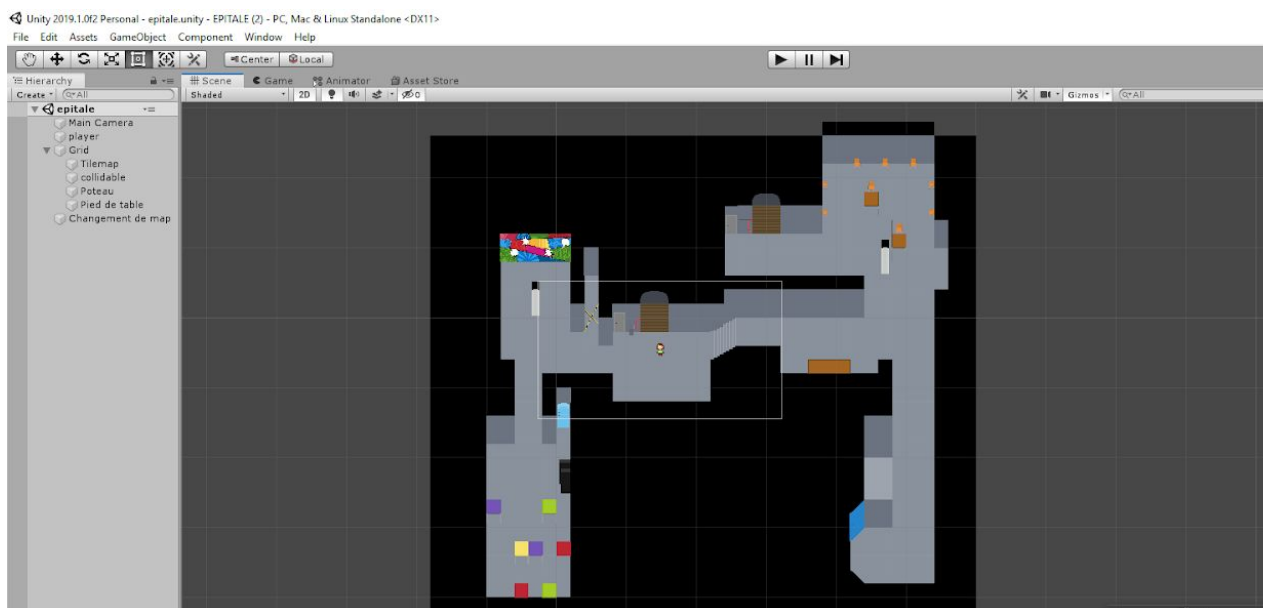 Unity 2019.1.0f2 Personal - epitale.unity - EPITALE (2) - PC, Mac & Linux Standalone <DX11>
File Edit Assets GameObject Component Window Help
Center Local
Hierarchy
Scene Game Animator Asset Store
Create All
Shaded 2D 0 Gizmos All
epitale
Main Camera
player
Grid
Tilemap
collidable
Poteau
Pied de table
Changement de map